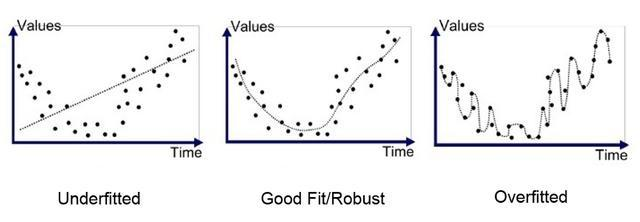 Values
Time
Underfitted
Values
Time
Good Fit/Robust
Values
Time
Overfitted